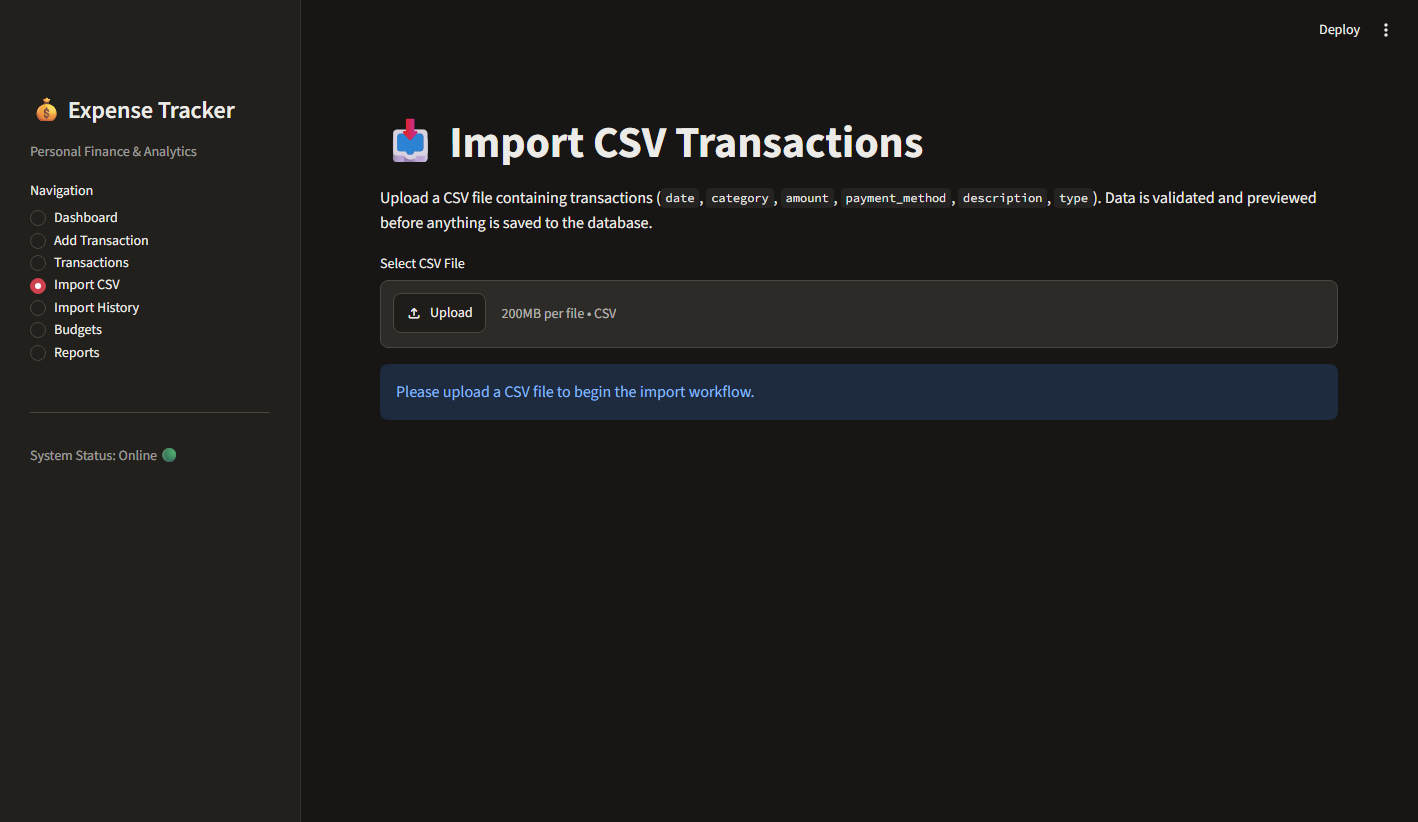 Deploy
Expense Tracker
Personal Finance & Analytics
Navigation
Dashboard
Add Transaction
Transactions
Import CSV
Import History
Budgets
Reports
System Status: Online
Import CSV Transactions
Upload a CSV file containing transactions ( date , category , amount , payment_method , description , type ). Data is validated and previewed
before anything is saved to the database.
Select CSV File
Upload
200MB per file • CSV
Please upload a CSV file to begin the import workflow.